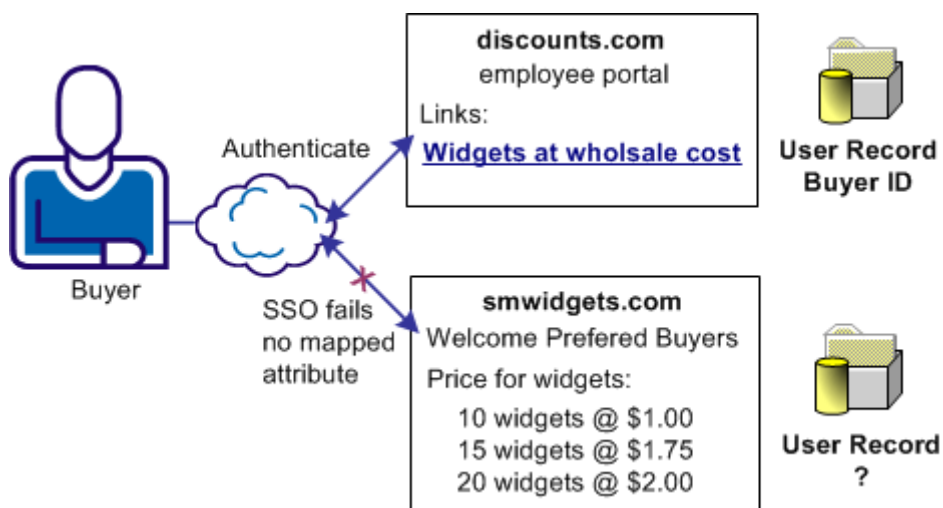 discounts.com
employee portal
Links:
Widgets at wholsale cost
User Record
Buyer ID
Authenticate
Buyer
SSO fails
no mapped
attribute
smwidgets.com
Welcome Prefered Buyers
Price for widgets:
10 widgets @ $1.00
15 widgets @ $1.75
20 widgets @ $2.00
User Record
?